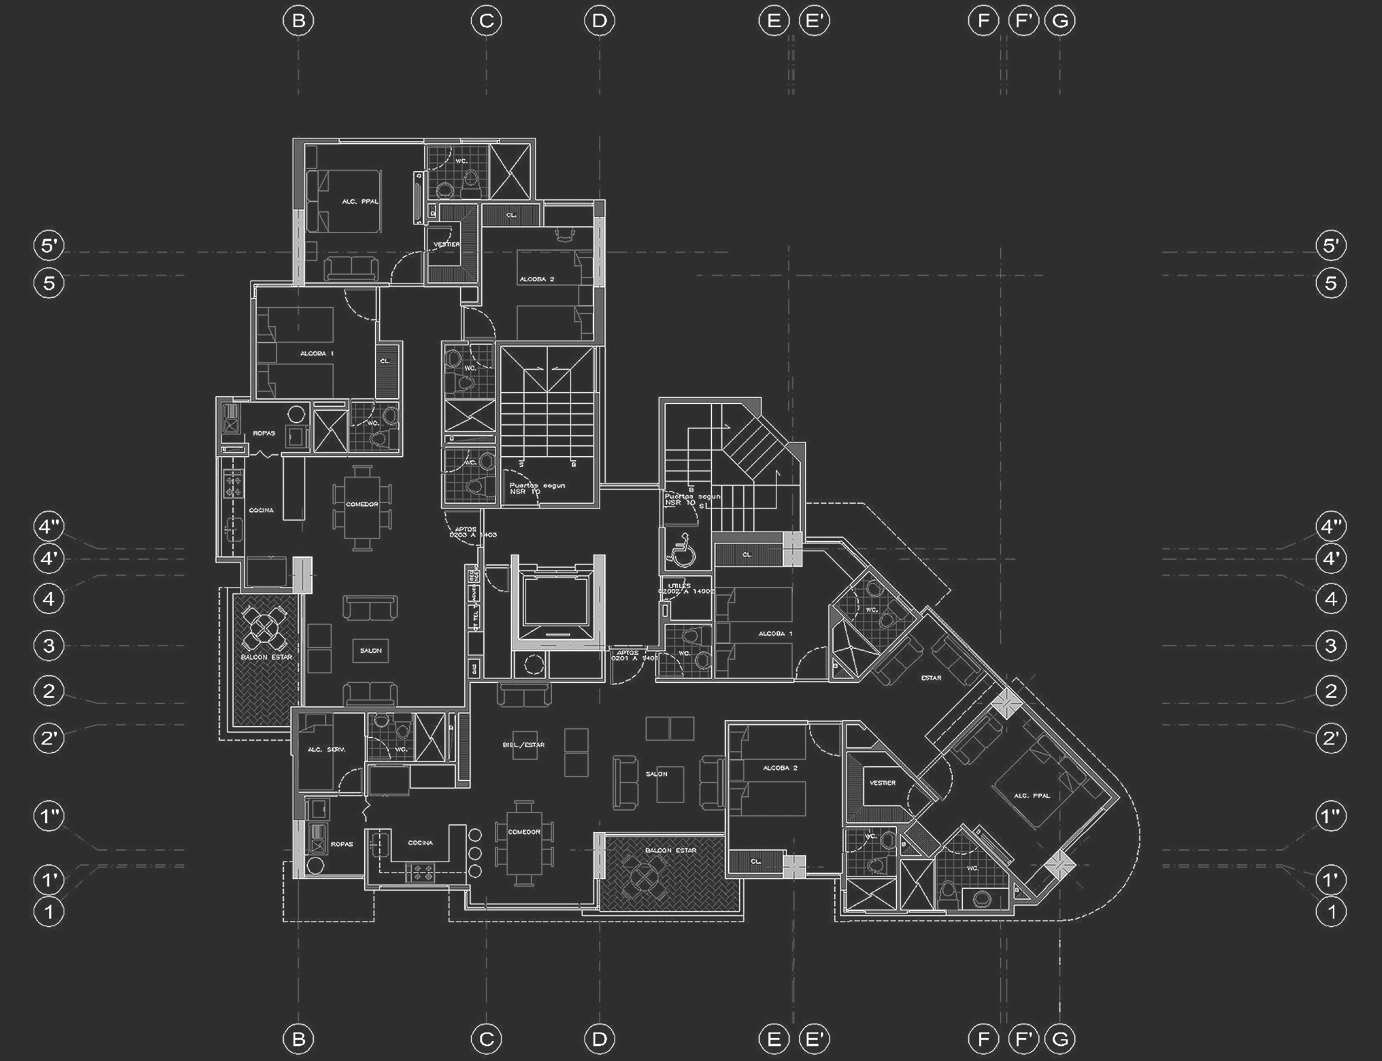 B C D E E' F F' G
WC.
ALC. PPAL
CL.
5' 5'
VESTIER
5 5
ALCOBA 2
ALCOBA 1
CL.
WC.
WC.
ROPAS
WC.
Puertas segun
NSR 10
Puertas segun
NSR 10
S
COMEDOR
COCINA
4" 4"
APTOS
0203 A 1403
4' 4'
CL.
UTILES
4 4
WC.
ALCOBA 1
3 3
SALON
WC.
APTOS
0201 A 1401
BALCON ESTAR
ESTAR
2 2
2' 2'
ALC. SERV.
WC.
BIBL./ESTAR
SALON
ALCOBA 2
VESTIER
ALC. PPAL
1" 1"
COMEDOR
WC.
ROPAS
COCINA
BALCON ESTAR
CL.
WC.
1' 1'
1 1
B C D E E' F F' G